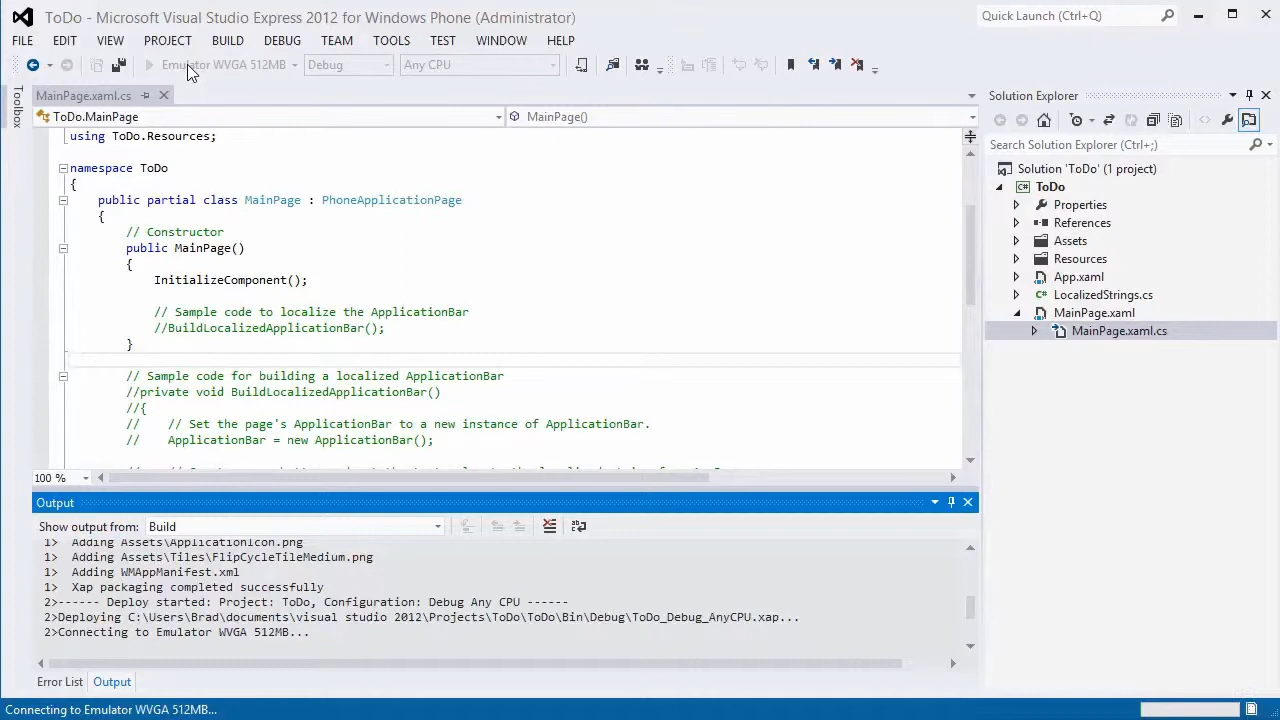 ToDo - Microsoft Visual Studio Express 2012 for Windows Phone (Administrator)
Quick Launch (Ctrl+Q)
FILE EDIT VIEW PROJECT BUILD DEBUG TEAM TOOLS TEST WINDOW HELP
Emulator WVGA 512MB Debug Any CPU
Toolbox
MainPage.xaml.cs
ToDo.MainPage MainPage()
using ToDo.Resources;
namespace ToDo
{
public partial class MainPage : PhoneApplicationPage
{
// Constructor
public MainPage()
{
InitializeComponent();
// Sample code to localize the ApplicationBar
//BuildLocalizedApplicationBar();
}
// Sample code for building a localized ApplicationBar
//private void BuildLocalizedApplicationBar()
//{
//    // Set the page's ApplicationBar to a new instance of ApplicationBar.
//    ApplicationBar = new ApplicationBar();
100 %
Output
Show output from: Build
1>  Adding Assets\ApplicationIcon.png
1>  Adding Assets\Tiles\FlipCycleTileMedium.png
1>  Adding WMAppManifest.xml
1>  Xap packaging completed successfully
2>------ Deploy started: Project: ToDo, Configuration: Debug Any CPU ------
2>Deploying C:\Users\Brad\documents\visual studio 2012\Projects\ToDo\ToDo\Bin\Debug\ToDo_Debug_AnyCPU.xap...
2>Connecting to Emulator WVGA 512MB...
Error List Output
Connecting to Emulator WVGA 512MB...
Solution Explorer
Search Solution Explorer (Ctrl+;)
Solution 'ToDo' (1 project)
ToDo
Properties
References
Assets
Resources
App.xaml
LocalizedStrings.cs
MainPage.xaml
MainPage.xaml.cs